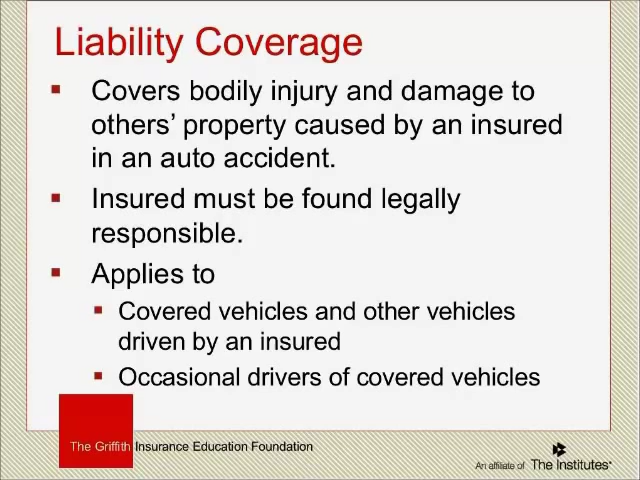 Liability Coverage
▪ Covers bodily injury and damage to
others’ property caused by an insured
in an auto accident.
▪ Insured must be found legally
responsible.
▪ Applies to
▪ Covered vehicles and other vehicles
driven by an insured
▪ Occasional drivers of covered vehicles
The Griffith Insurance Education Foundation
An affiliate of The Institutes